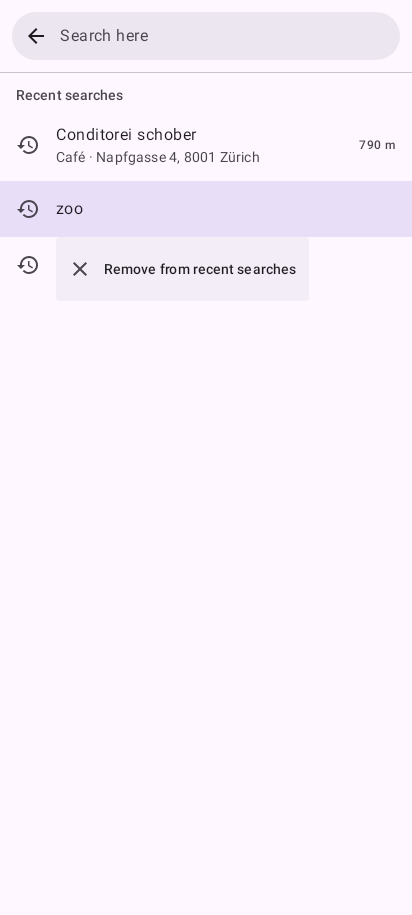 Search here
Recent searches
Conditorei schober
Café · Napfgasse 4, 8001 Zürich
790 m
zoo
Remove from recent searches